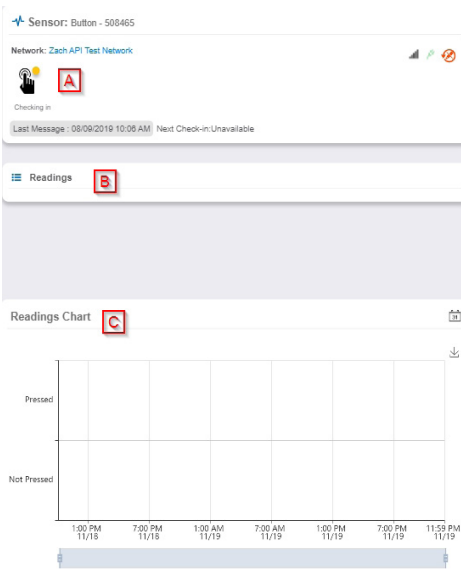 Sensor: Button - 508465
Network: Zach API Test Network
A
Checking in
Last Message : 08/09/2019 10:06 AM Next Check-in:Unavailable
Readings
B
Readings Chart
C
31
Pressed
Not Pressed
1:00 PM 7:00 PM 1:00 AM 7:00 AM 1:00 PM 7:00 PM 11:59 PM
11/18 11/18 11/19 11/19 11/19 11/19 11/19